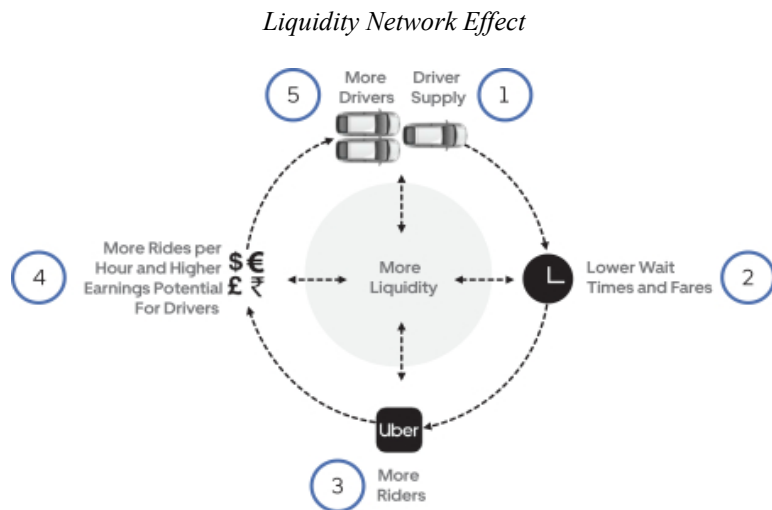 Liquidity Network Effect
5
More
Drivers
Driver
Supply
1
Lower Wait
Times and Fares
2
Uber
3
More
Riders
4
More Rides per
Hour and Higher
Earnings Potential
For Drivers
$ €
£ ₹
More
Liquidity